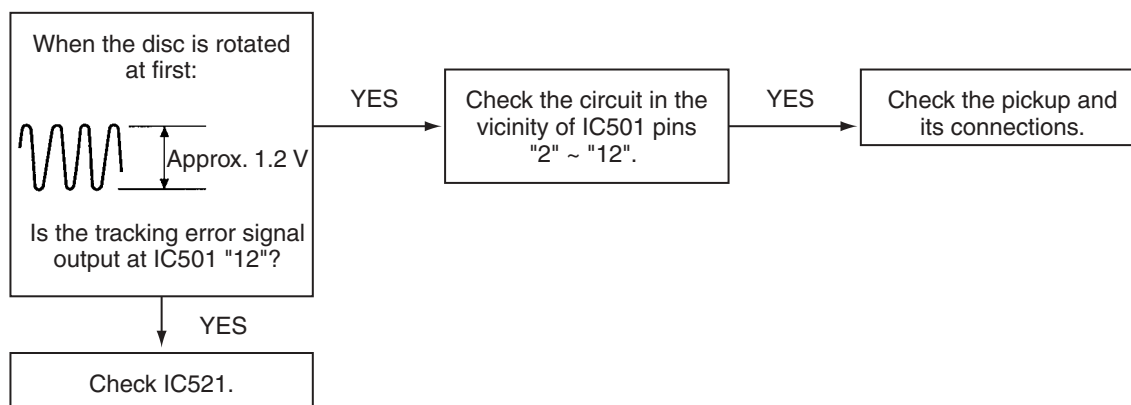 When the disc is rotated
at first:
Approx. 1.2 V
Is the tracking error signal
output at IC501 "12"?
YES
Check the circuit in the
vicinity of IC501 pins
"2" ~ "12".
YES
Check the pickup and
its connections.
YES
Check IC521.